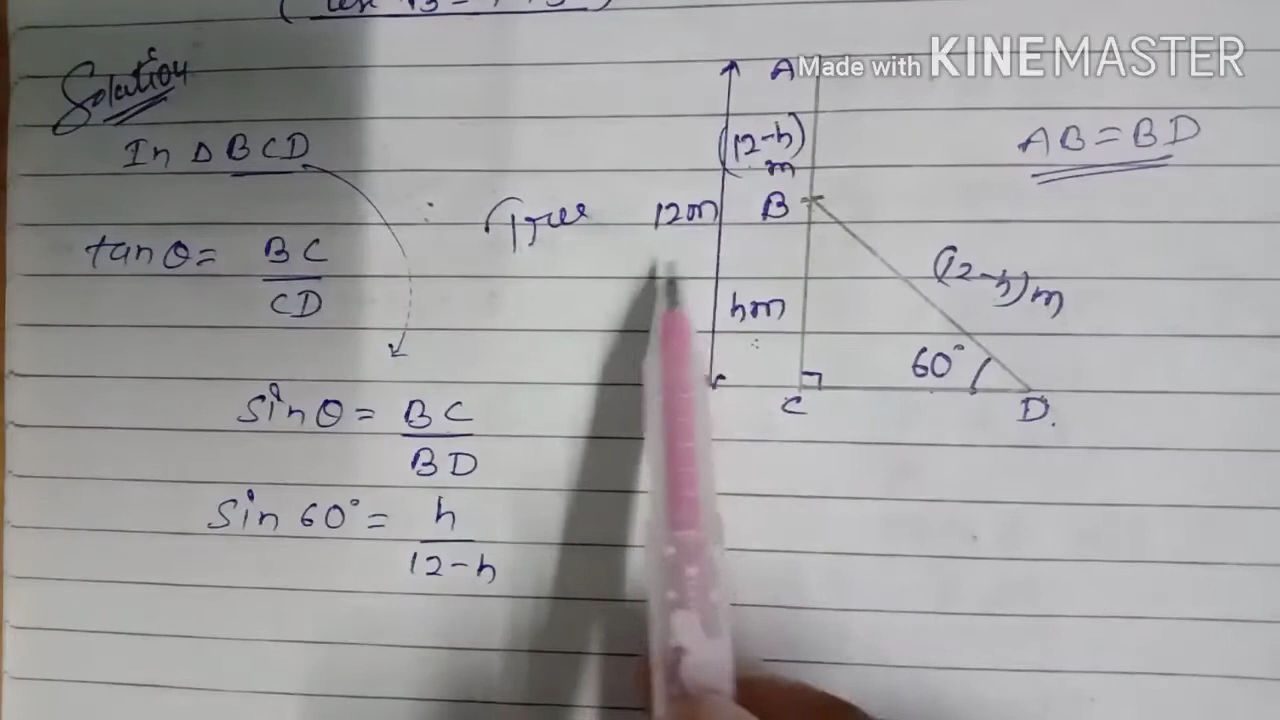 Made with KINEMASTER
Solution
In Δ BCD
tanθ = BC
CD
sinθ = BC
BD
Sin 60° = h
12-h
Tree
12m
A
(12-h)
m
B
hm
C
D.
60°
(12-h)m
AB = BD